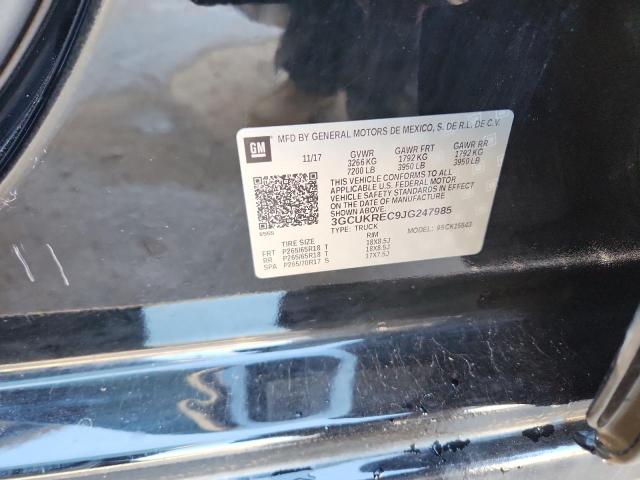 GM
MFD BY GENERAL MOTORS DE MEXICO, S. DE R.L. DE C.V.
11/17 GVWR GAWR FRT GAWR RR
3266 KG 1792 KG 1792 KG
7200 LB 3950 LB 3950 LB
THIS VEHICLE CONFORMS TO ALL
APPLICABLE U.S. FEDERAL MOTOR
VEHICLE SAFETY STANDARDS IN EFFECT
ON THE DATE OF MANUFACTURE SHOWN ABOVE.
3GCUKREC9JG247985
TYPE: TRUCK MODEL:
TIRE SIZE RIM
FRT P265/65R18 T 18X8.5J
RR P265/65R18 T 18X8.5J
SPA P265/70R17 S 17X7.5J